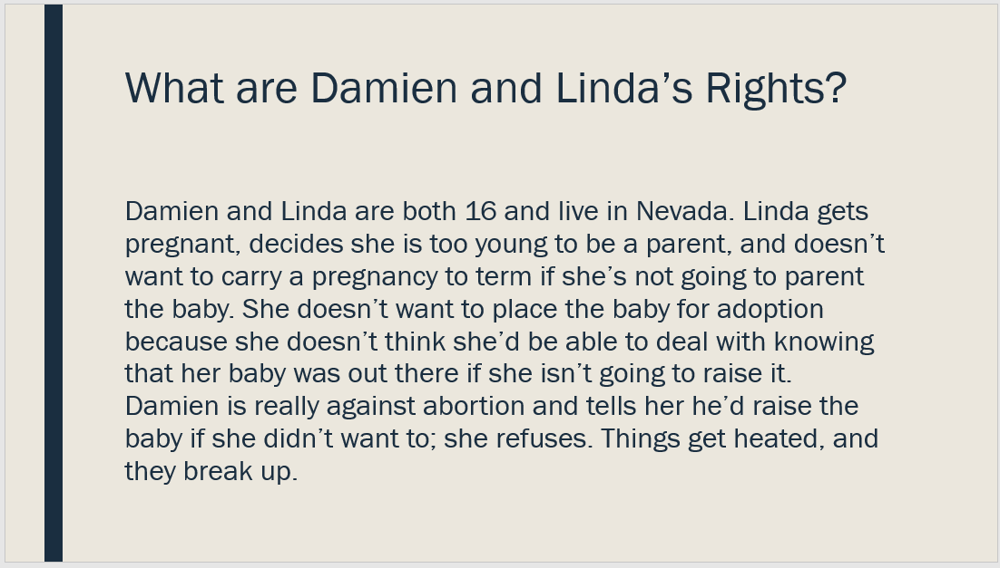 What are Damien and Linda’s Rights?
Damien and Linda are both 16 and live in Nevada. Linda gets
pregnant, decides she is too young to be a parent, and doesn’t
want to carry a pregnancy to term if she’s not going to parent
the baby. She doesn’t want to place the baby for adoption
because she doesn’t think she’d be able to deal with knowing
that her baby was out there if she isn’t going to raise it.
Damien is really against abortion and tells her he’d raise the
baby if she didn’t want to; she refuses. Things get heated, and
they break up.